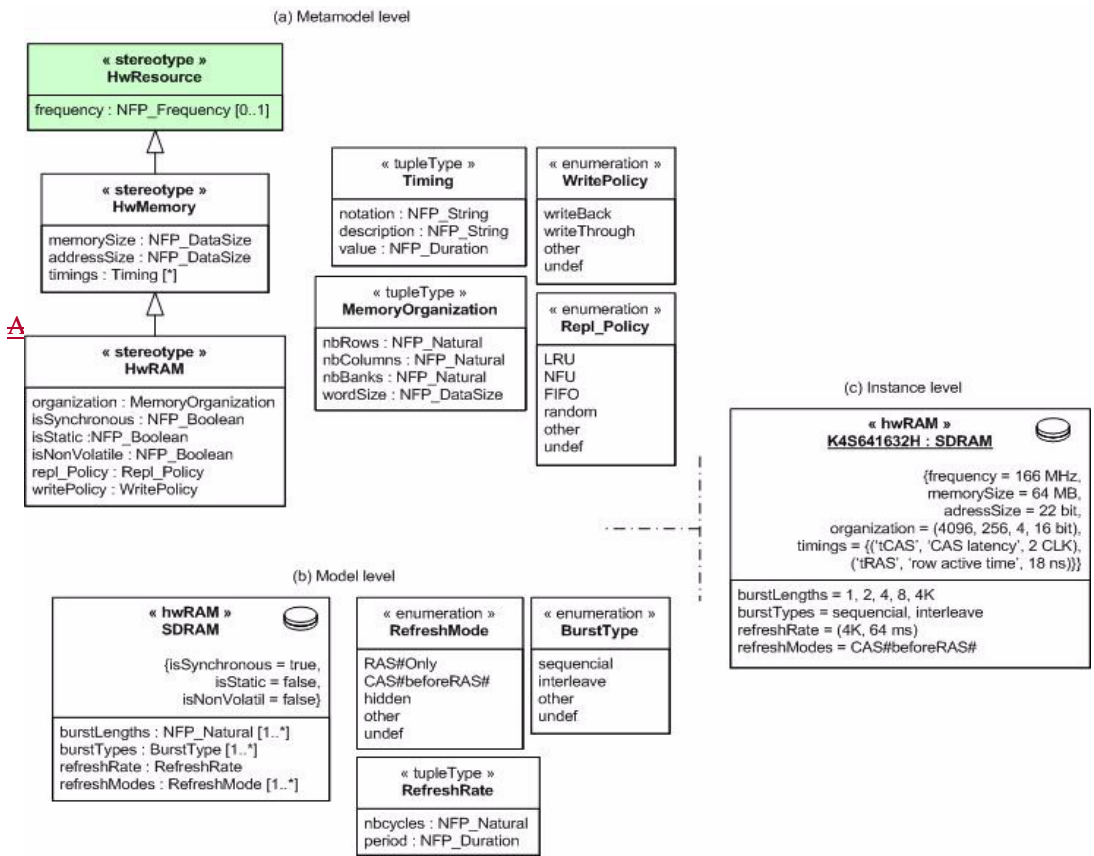 (a) Metamodel level
« stereotype »
HwResource
frequency : NFP_Frequency [0..1]
« stereotype »
HwMemory
memorySize : NFP_DataSize
addressSize : NFP_DataSize
timings : Timing [*]
A
« stereotype »
HwRAM
organization : MemoryOrganization
isSynchronous : NFP_Boolean
isStatic :NFP_Boolean
isNonVolatile : NFP_Boolean
repl_Policy : Repl_Policy
writePolicy : WritePolicy
« tupleType »
Timing
notation : NFP_String
description : NFP_String
value : NFP_Duration
« enumeration »
WritePolicy
writeBack
writeThrough
other
undef
« tupleType »
MemoryOrganization
nbRows : NFP_Natural
nbColumns : NFP_Natural
nbBanks : NFP_Natural
wordSize : NFP_DataSize
« enumeration »
Repl_Policy
LRU
NFU
FIFO
random
other
undef
(b) Model level
« hwRAM »
SDRAM
{isSynchronous = true,
isStatic = false,
isNonVolatil = false}
burstLengths : NFP_Natural [1..*]
burstTypes : BurstType [1..*]
refreshRate : RefreshRate
refreshModes : RefreshMode [1..*]
« enumeration »
RefreshMode
RAS#Only
CAS#beforeRAS#
hidden
other
undef
« enumeration »
BurstType
sequencial
interleave
other
undef
« tupleType »
RefreshRate
nbcycles : NFP_Natural
period : NFP_Duration
(c) Instance level
« hwRAM »
K4S641632H : SDRAM
{frequency = 166 MHz,
memorySize = 64 MB,
adressSize = 22 bit,
organization = (4096, 256, 4, 16 bit),
timings = {(‘tCAS’, ‘CAS latency’, 2 CLK),
(‘tRAS’, ‘row active time’, 18 ns)}}
burstLengths = 1, 2, 4, 8, 4K
burstTypes = sequencial, interleave
refreshRate = (4K, 64 ms)
refreshModes = CAS#beforeRAS#